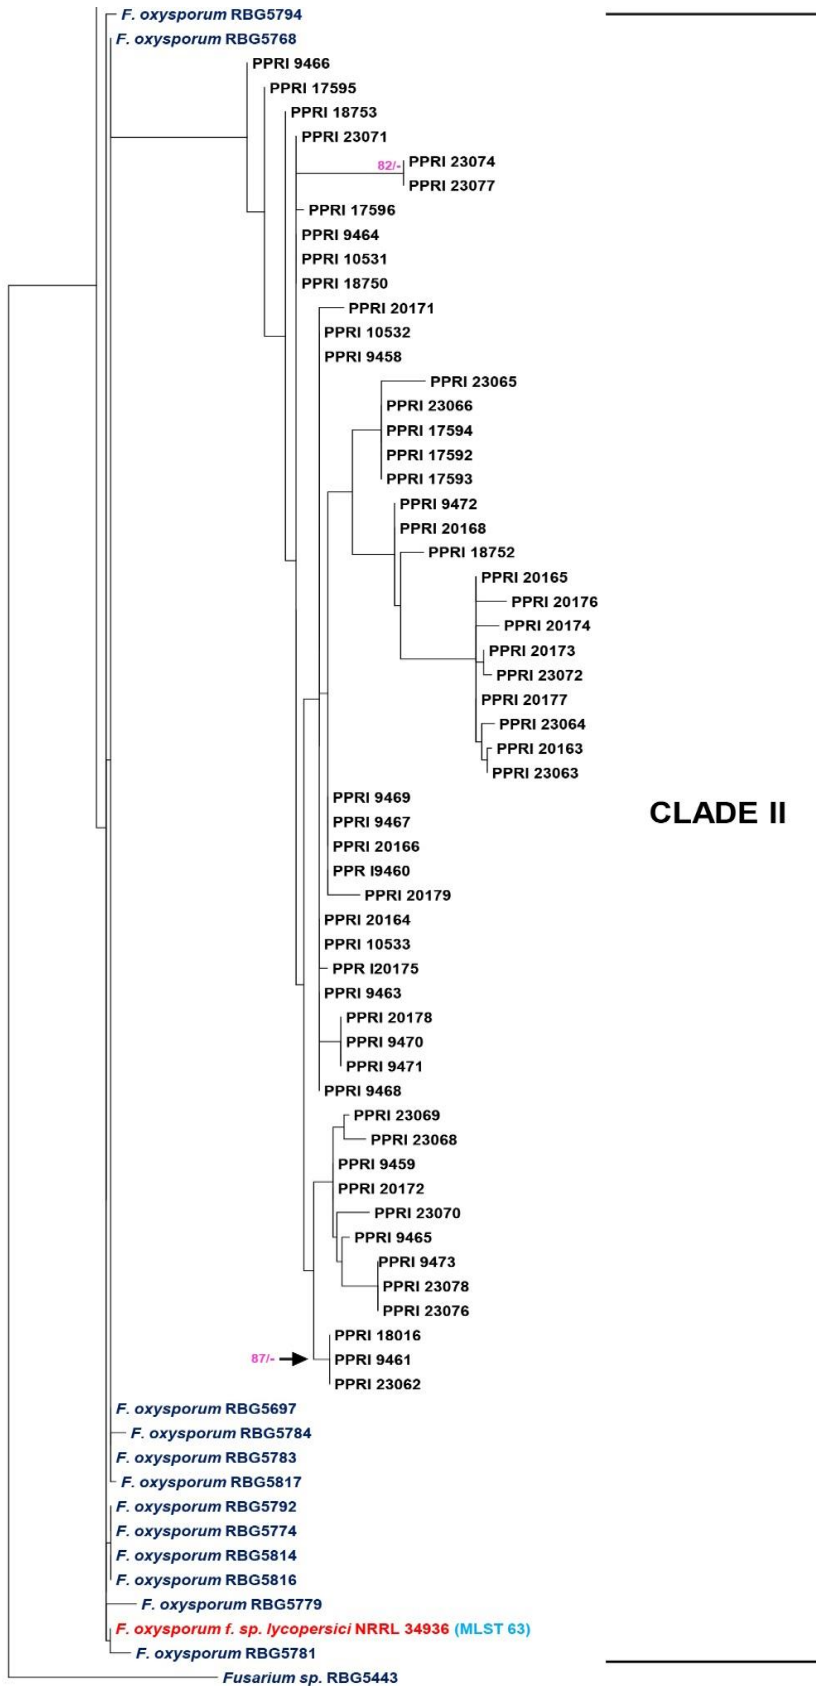 F. oxysporum RBG5794
F. oxysporum RBG5768
PPRI 9466
PPRI 17595
PPRI 18753
PPRI 23071
82/- PPRI 23074
PPRI 23077
PPRI 17596
PPRI 9464
PPRI 10531
PPRI 18750
PPRI 20171
PPRI 10532
PPRI 9458
PPRI 23065
PPRI 23066
PPRI 17594
PPRI 17592
PPRI 17593
PPRI 9472
PPRI 20168
PPRI 18752
PPRI 20165
PPRI 20176
PPRI 20174
PPRI 20173
PPRI 23072
PPRI 20177
PPRI 23064
PPRI 20163
PPRI 23063
PPRI 9469
CLADE II
PPRI 9467
PPRI 20166
PPR I9460
PPRI 20179
PPRI 20164
PPRI 10533
PPR I20175
PPRI 9463
PPRI 20178
PPRI 9470
PPRI 9471
PPRI 9468
PPRI 23069
PPRI 23068
PPRI 9459
PPRI 20172
PPRI 23070
PPRI 9465
PPRI 9473
PPRI 23078
PPRI 23076
PPRI 18016
87/- PPRI 9461
PPRI 23062
F. oxysporum RBG5697
F. oxysporum RBG5784
F. oxysporum RBG5783
F. oxysporum RBG5817
F. oxysporum RBG5792
F. oxysporum RBG5774
F. oxysporum RBG5814
F. oxysporum RBG5816
F. oxysporum RBG5779
F. oxysporum f. sp. lycopersici NRRL 34936 (MLST 63)
F. oxysporum RBG5781
Fusarium sp. RBG5443